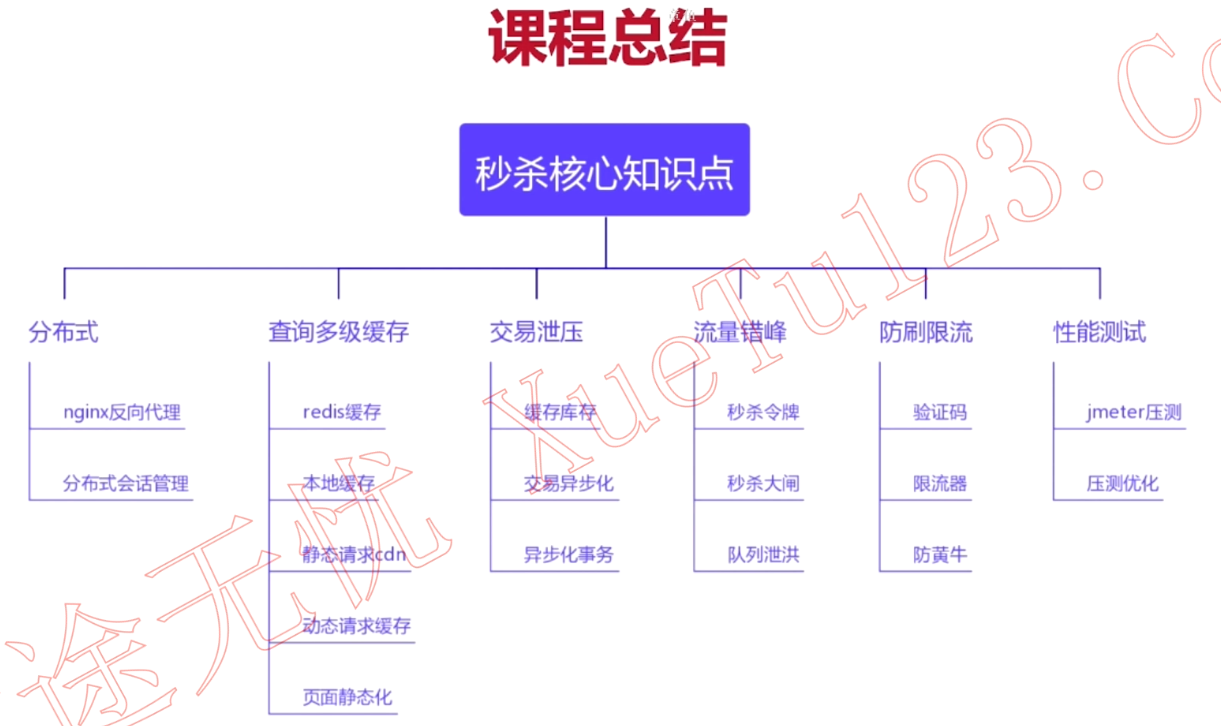 课程总结
秒杀核心知识点
分布式
nginx反向代理
分布式会话管理
查询多级缓存
redis缓存
本地缓存
静态请求cdn
动态请求缓存
页面静态化
交易泄压
缓存库存
交易异步化
异步化事务
流量错峰
秒杀令牌
秒杀大闸
队列泄洪
防刷限流
验证码
限流器
防黄牛
性能测试
jmeter压测
压测优化
途无忧 XueTu123. Co